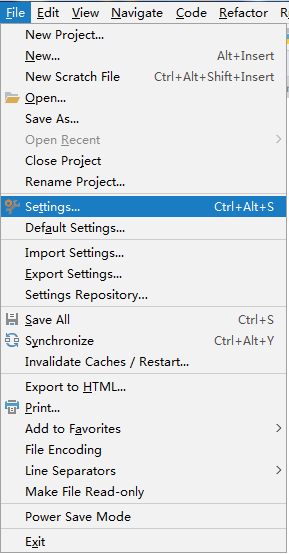 File Edit View Navigate Code Refactor
New Project...
New... Alt+Insert
New Scratch File Ctrl+Alt+Shift+Insert
Open...
Save As...
Open Recent
Close Project
Rename Project...
Settings... Ctrl+Alt+S
Default Settings...
Import Settings...
Export Settings...
Settings Repository...
Save All Ctrl+S
Synchronize Ctrl+Alt+Y
Invalidate Caches / Restart...
Export to HTML...
Print...
Add to Favorites
File Encoding
Line Separators
Make File Read-only
Power Save Mode
Exit